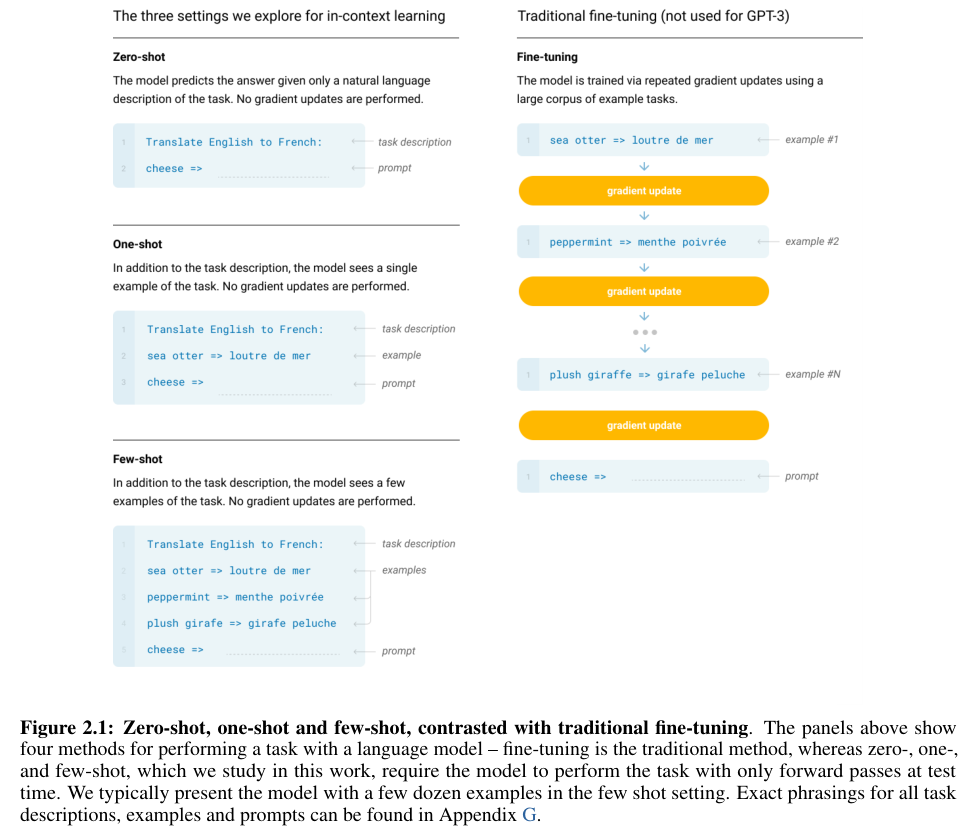 The three settings we explore for in-context learning
Zero-shot
The model predicts the answer given only a natural language
description of the task. No gradient updates are performed.
1 Translate English to French: task description
2 cheese => prompt
One-shot
In addition to the task description, the model sees a single
example of the task. No gradient updates are performed.
1 Translate English to French: task description
2 sea otter => loutre de mer example
3 cheese => prompt
Few-shot
In addition to the task description, the model sees a few
examples of the task. No gradient updates are performed.
1 Translate English to French: task description
2 sea otter => loutre de mer examples
3 peppermint => menthe poivrée
4 plush girafe => girafe peluche
5 cheese => prompt
Traditional fine-tuning (not used for GPT-3)
Fine-tuning
The model is trained via repeated gradient updates using a
large corpus of example tasks.
1 sea otter => loutre de mer example #1
gradient update
1 peppermint => menthe poivrée example #2
gradient update
1 plush giraffe => girafe peluche example #N
gradient update
1 cheese => prompt
Figure 2.1: Zero-shot, one-shot and few-shot, contrasted with traditional fine-tuning. The panels above show
four methods for performing a task with a language model – fine-tuning is the traditional method, whereas zero-, one-,
and few-shot, which we study in this work, require the model to perform the task with only forward passes at test
time. We typically present the model with a few dozen examples in the few shot setting. Exact phrasings for all task
descriptions, examples and prompts can be found in Appendix G.